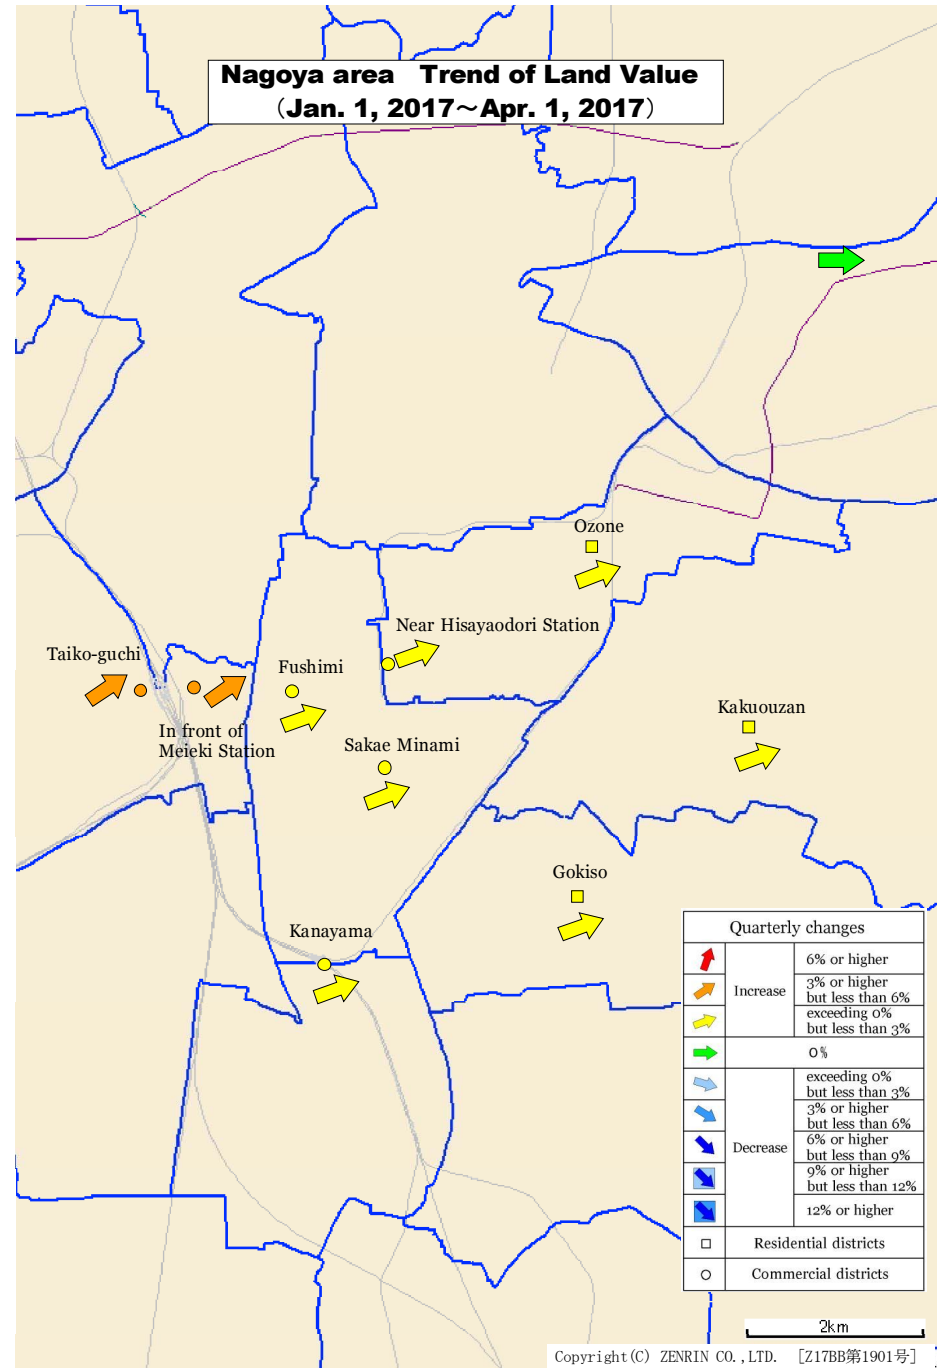 Nagoya area Trend of Land Value
（Jan. 1, 2017～Apr. 1, 2017）
Ozone
Near Hisayaodori Station
Taiko-guchi
Fushimi
In front of
Meieki Station
Kakuouzan
Sakae Minami
Gokiso
Kanayama
Quarterly changes
Increase
6% or higher
3% or higher
but less than 6%
exceeding 0%
but less than 3%
0%
Decrease
exceeding 0%
but less than 3%
3% or higher
but less than 6%
6% or higher
but less than 9%
9% or higher
but less than 12%
12% or higher
Residential districts
Commercial districts
2km
Copyright(C) ZENRIN CO.,LTD. [Z17BB第1901号]